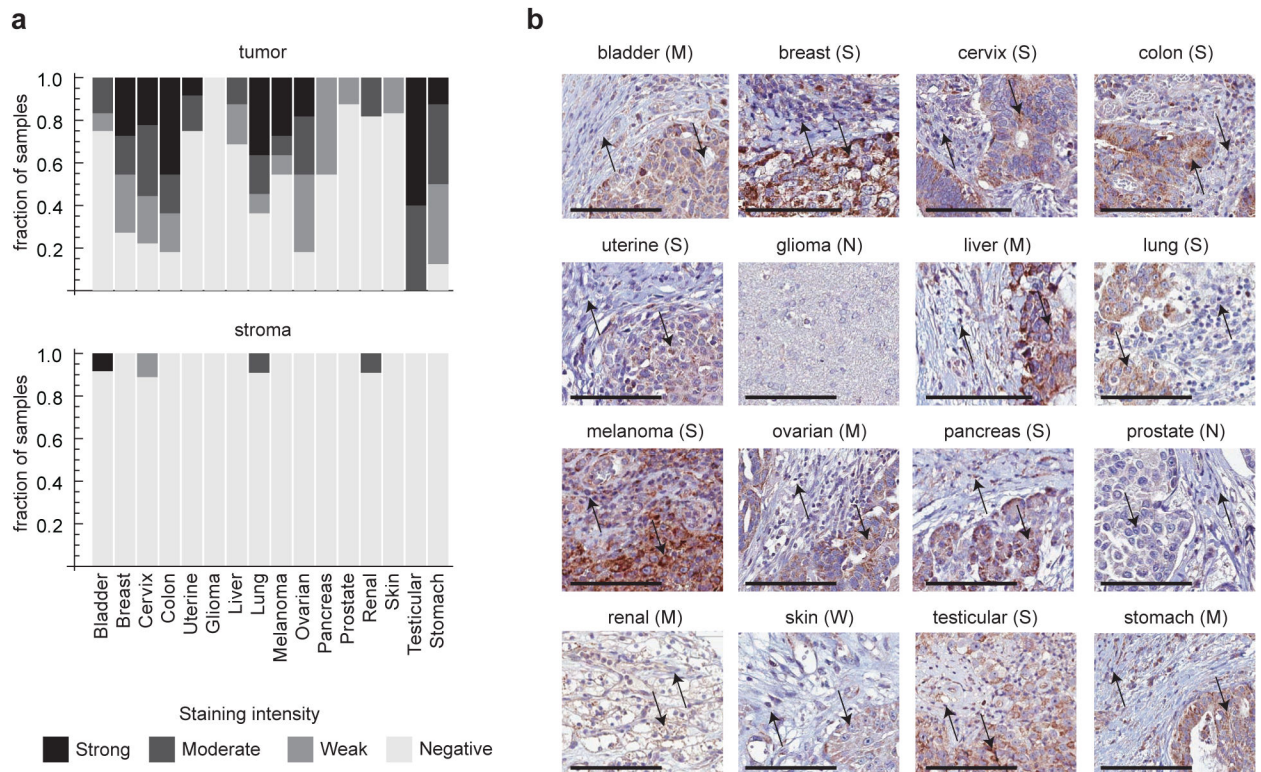 a
tumor
fraction of samples
1.0
0.8
0.6
0.4
0.2
stroma
fraction of samples
1.0
0.8
0.6
0.4
0.2
Bladder
Breast
Cervix
Colon
Uterine
Glioma
Liver
Lung
Melanoma
Ovarian
Pancreas
Prostate
Renal
Skin
Testicular
Stomach
Staining intensity
Strong Moderate Weak Negative
b
bladder (M) breast (S) cervix (S) colon (S)
uterine (S) glioma (N) liver (M) lung (S)
melanoma (S) ovarian (M) pancreas (S) prostate (N)
renal (M) skin (W) testicular (S) stomach (M)